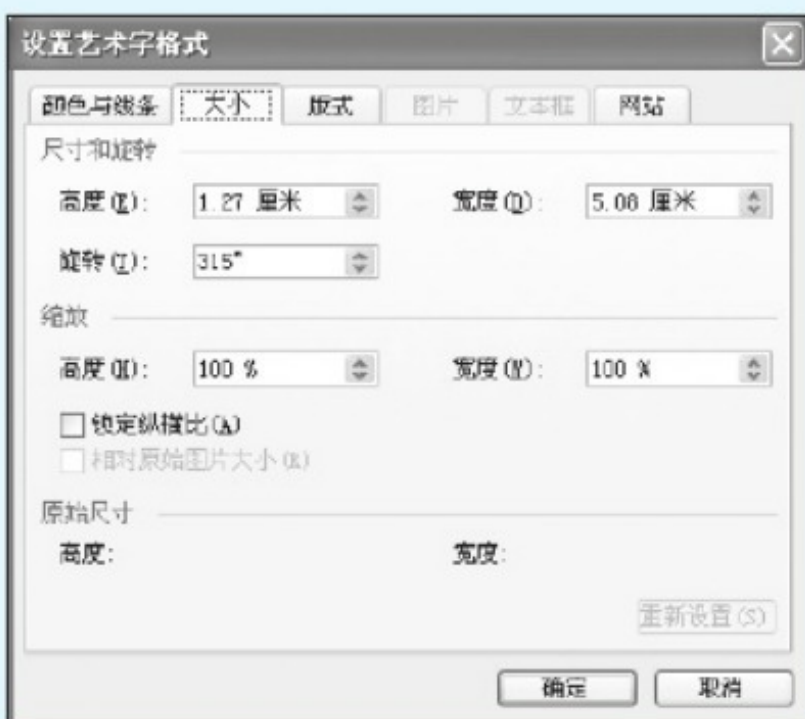 设置艺术字格式
颜色与线条 大小 版式 图片 文本框 网站
尺寸和旋转
高度(E): 1.27 厘米 宽度(D): 5.08 厘米
旋转(T): 315°
缩放
高度(H): 100 % 宽度(W): 100 %
锁定纵横比(A)
相对原始图片大小(R)
原始尺寸
高度: 宽度:
重新设置(S)
确定 取消